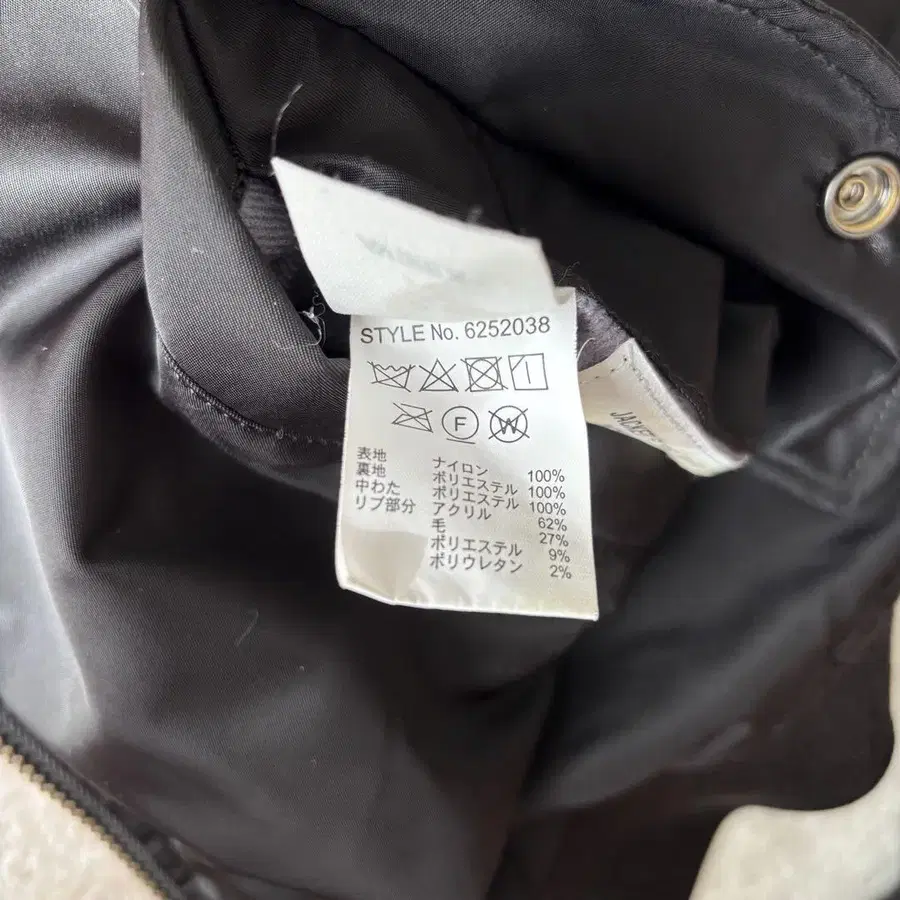 STYLE No. 6252038
F
W
表地 ナイロン 100%
裏地 ポリエステル 100%
中わた ポリエステル 100%
リブ部分 アクリル 62%
毛 27%
ポリエステル 9%
ポリウレタン 2%
JACKET